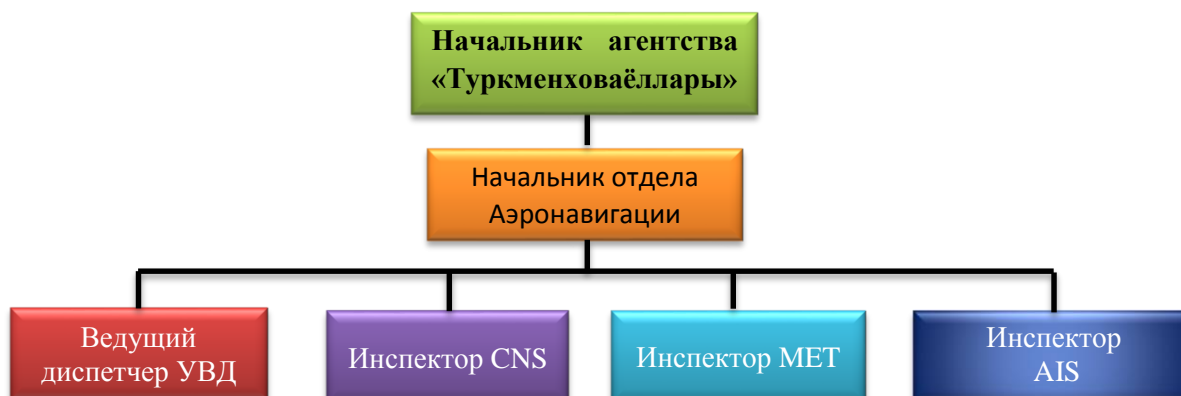 Начальник агентства
«Туркменховаёллары»
Начальник отдела
Аэронавигации
Ведущий
диспетчер УВД
Инспектор CNS
Инспектор MET
Инспектор
AIS